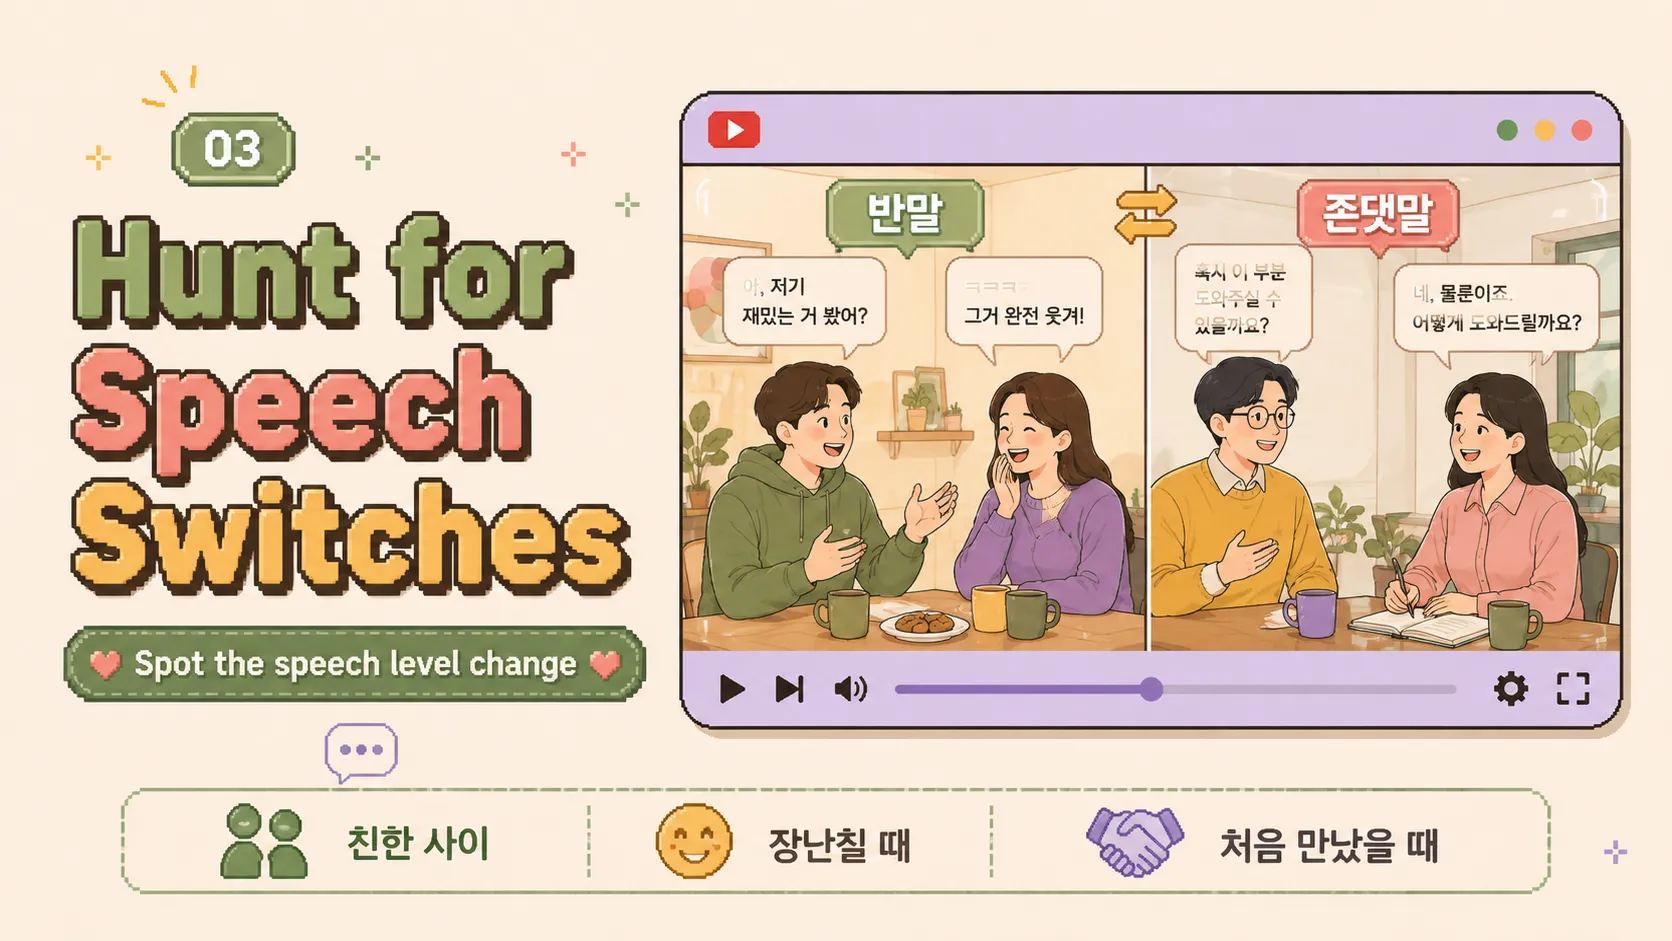 03
Hunt for
Speech
Switches
Spot the speech level change
반말
존댓말
아, 저기
재밌는 거 봤어?
ㅋㅋㅋㅋ
그거 완전 웃겨!
혹시 이 부분
도와주실 수
있을까요?
네, 물론이죠.
어떻게 도와드릴까요?
친한 사이
장난칠 때
처음 만났을 때